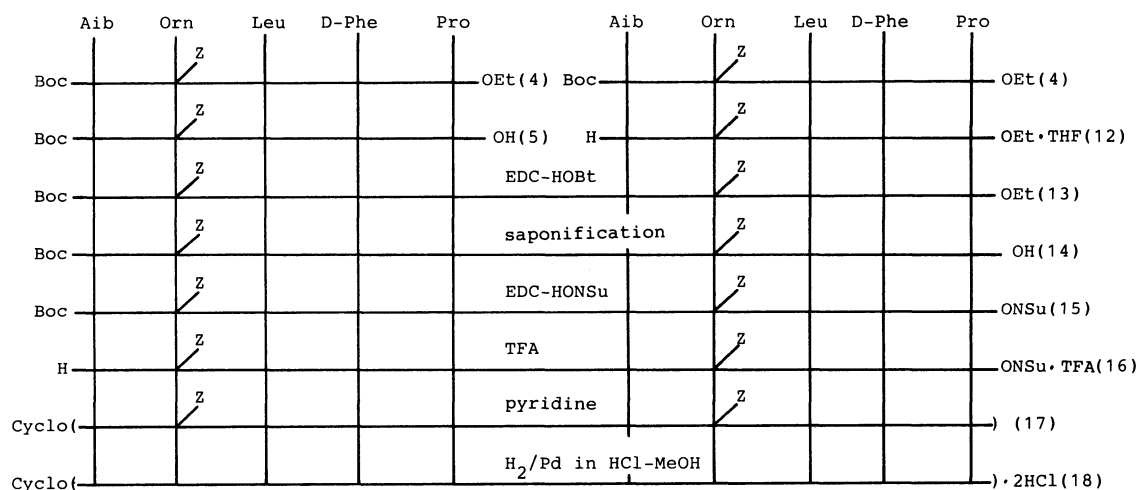 Aib Orn Leu D-Phe Pro Aib Orn Leu D-Phe Pro
Z Z
Boc OEt(4) Boc OEt(4)
Z Z
Boc OH(5) H OEt·THF(12)
Z EDC-HOBt Z
Boc OEt(13)
Z saponification Z
Boc OH(14)
Z EDC-HONSu Z
Boc ONSu(15)
Z TFA Z
H ONSu·TFA(16)
Z pyridine Z
Cyclo( ) (17)
H2/Pd in HCl-MeOH
Cyclo( )·2HCl(18)